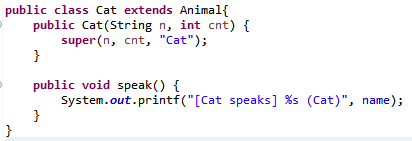 public class Cat extends Animal{
public Cat(String n, int cnt) {
super(n, cnt, "Cat");
}
public void speak() {
System.out.printf("[Cat speaks] %s (Cat)", name);
}
}